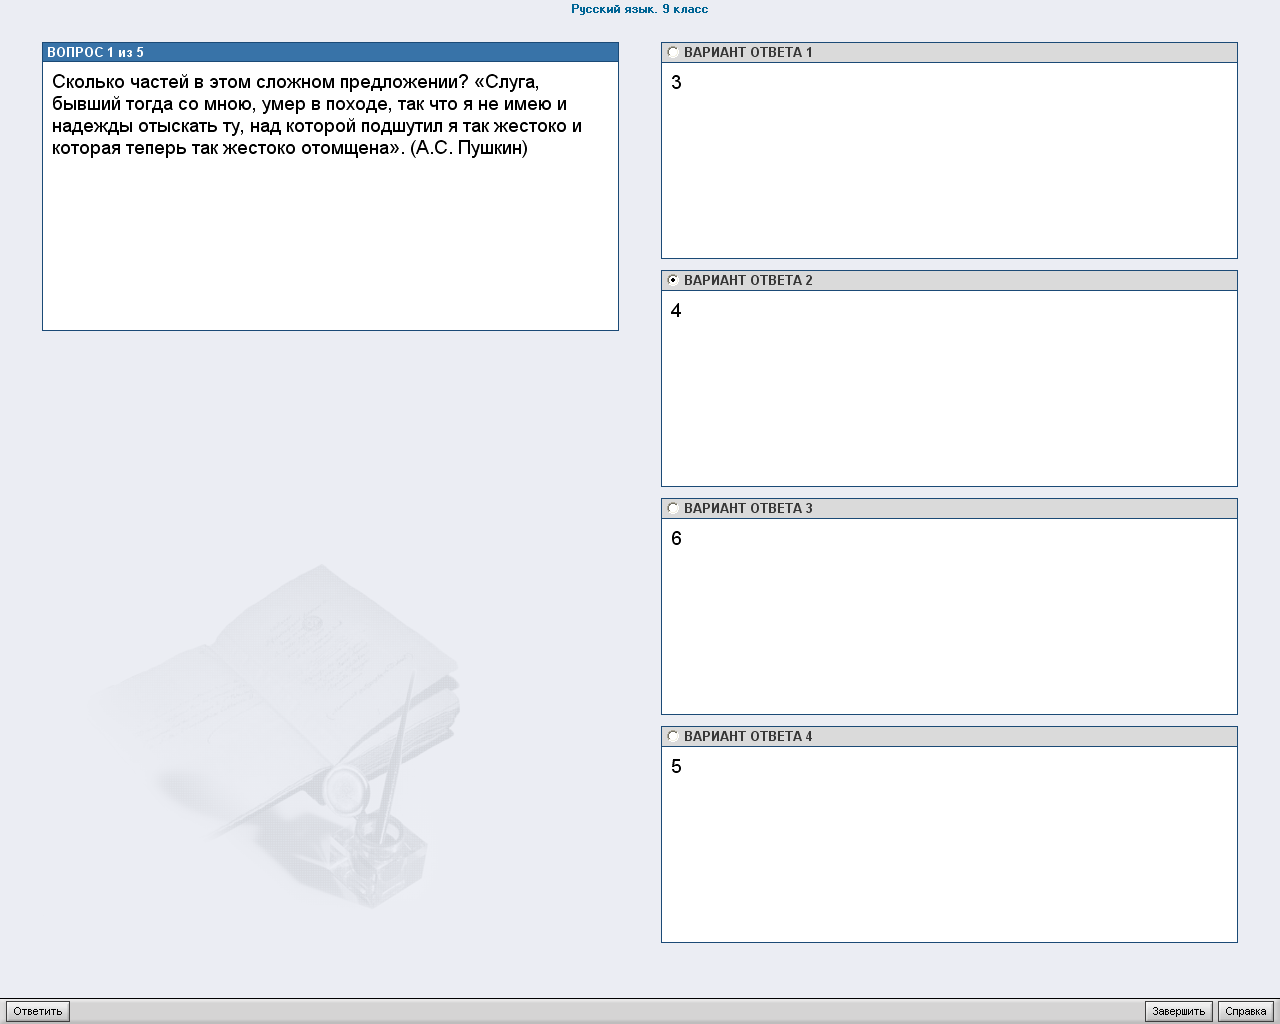 Русский язык. 9 класс
ВОПРОС 1 из 5
Сколько частей в этом сложном предложении? «Слуга,
бывший тогда со мною, умер в походе, так что я не имею и
надежды отыскать ту, над которой подшутил я так жестоко и
которая теперь так жестоко отомщена». (А.С. Пушкин)
ВАРИАНТ ОТВЕТА 1
3
ВАРИАНТ ОТВЕТА 2
4
ВАРИАНТ ОТВЕТА 3
6
ВАРИАНТ ОТВЕТА 4
5
Ответить
Завершить
Справка